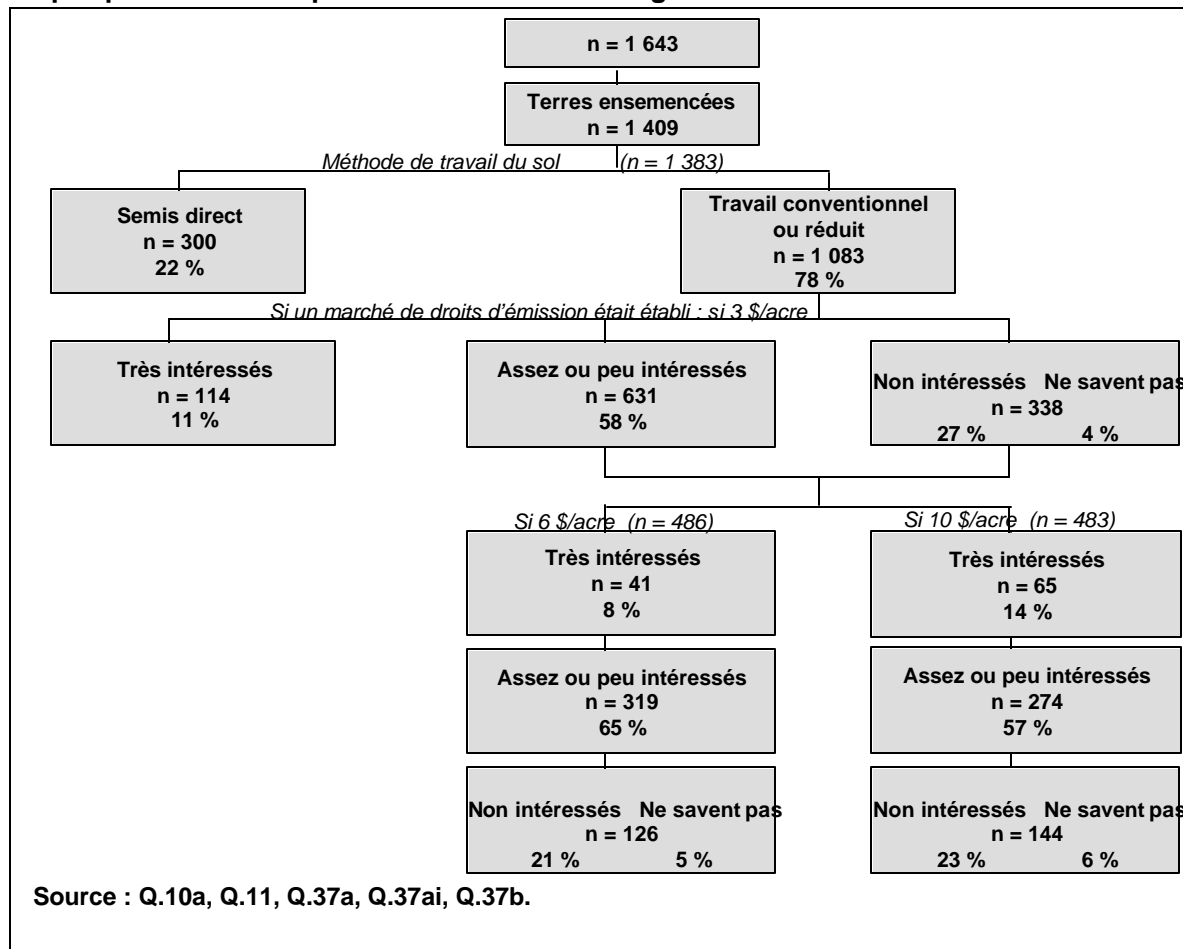 n = 1 643
Terres ensemencées
n = 1 409
Méthode de travail du sol (n = 1 383)
Semis direct
n = 300
22 %
Travail conventionnel
ou réduit
n = 1 083
78 %
Si un marché de droits d'émission était établi : si 3 $/acre
Très intéressés
n = 114
11 %
Assez ou peu intéressés
n = 631
58 %
Non intéressés Ne savent pas
n = 338
27 % 4 %
Si 6 $/acre (n = 486)
Très intéressés
n = 41
8 %
Assez ou peu intéressés
n = 319
65 %
Non intéressés Ne savent pas
n = 126
21 % 5 %
Si 10 $/acre (n = 483)
Très intéressés
n = 65
14 %
Assez ou peu intéressés
n = 274
57 %
Non intéressés Ne savent pas
n = 144
23 % 6 %
Source : Q.10a, Q.11, Q.37a, Q.37ai, Q.37b.